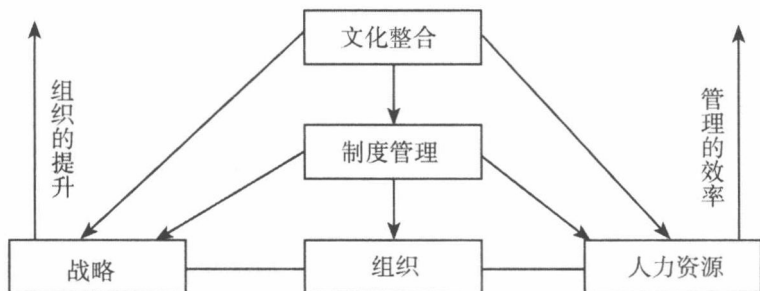 文化整合
组织的提升
管理的效率
制度管理
战略
组织
人力资源